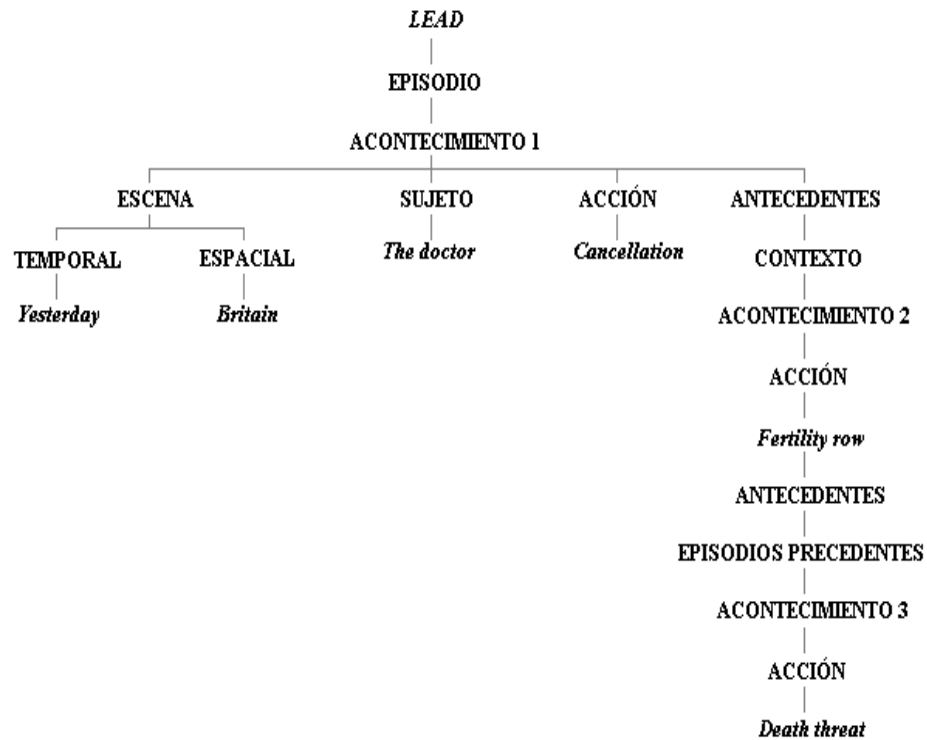 LEAD
EPISODIO
ACONTECIMIENTO 1
ESCENA SUJETO ACCIÓN ANTECEDENTES
TEMPORAL ESPACIAL The doctor Cancellation CONTEXTO
Yesterday Britain ACONTECIMIENTO 2
ACCIÓN
Fertility row
ANTECEDENTES
EPISODIOS PRECEDENTES
ACONTECIMIENTO 3
ACCIÓN
Death threat